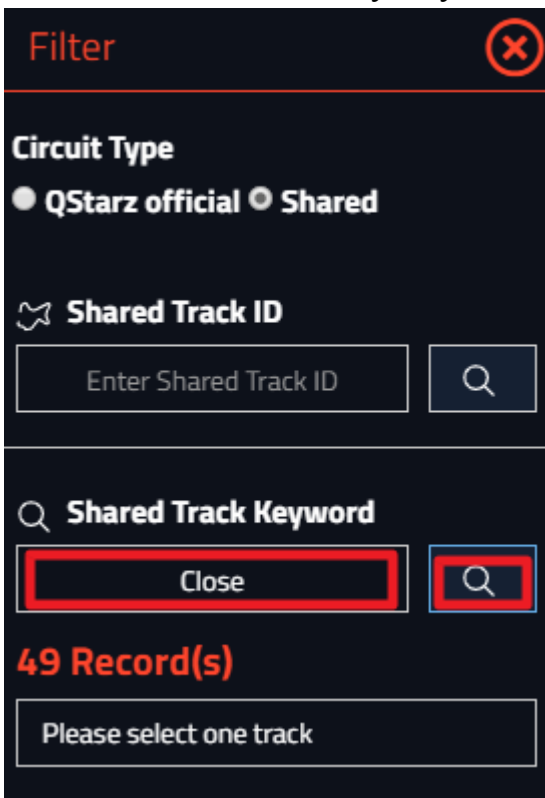 Filter
Circuit Type
QStarz official Shared
Shared Track ID
Enter Shared Track ID
Shared Track Keyword
Close
49 Record(s)
Please select one track